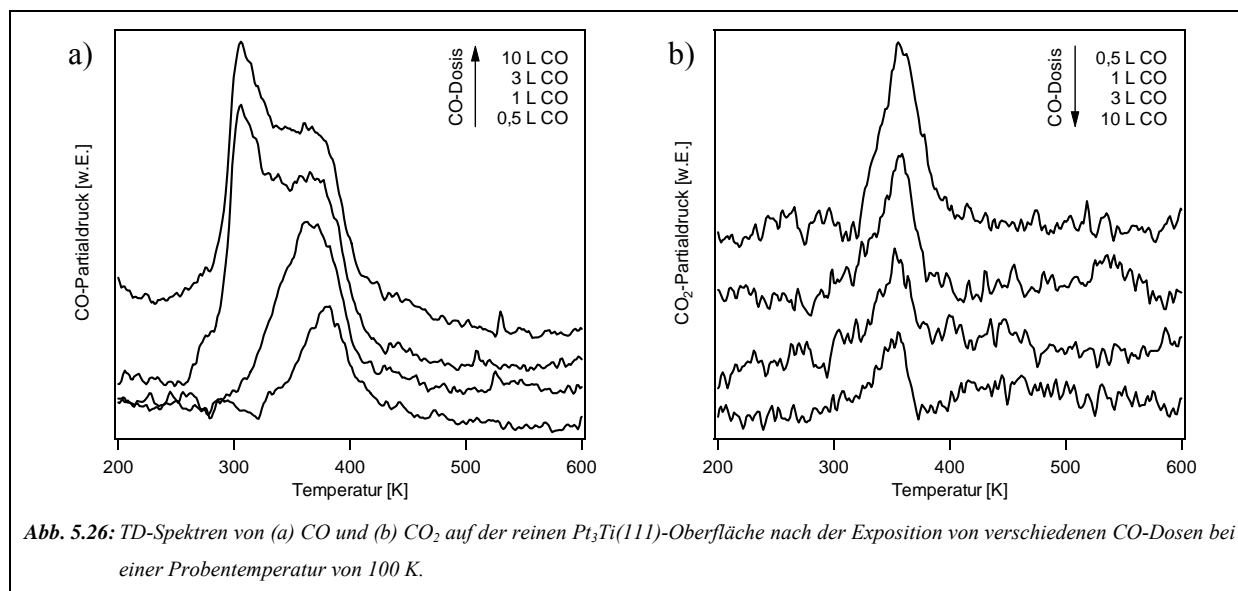 a)
CO-Dosis
10 L CO
3 L CO
1 L CO
0,5 L CO
CO-Partialdruck [w.E.]
200
300
400
500
600
Temperatur [K]
b)
CO-Dosis
0,5 L CO
1 L CO
3 L CO
10 L CO
CO₂-Partialdruck [w.E.]
200
300
400
500
600
Temperatur [K]
Abb. 5.26: TD-Spektren von (a) CO und (b) CO₂ auf der reinen Pt₃Ti(111)-Oberfläche nach der Exposition von verschiedenen CO-Dosen bei
einer Probentemperatur von 100 K.